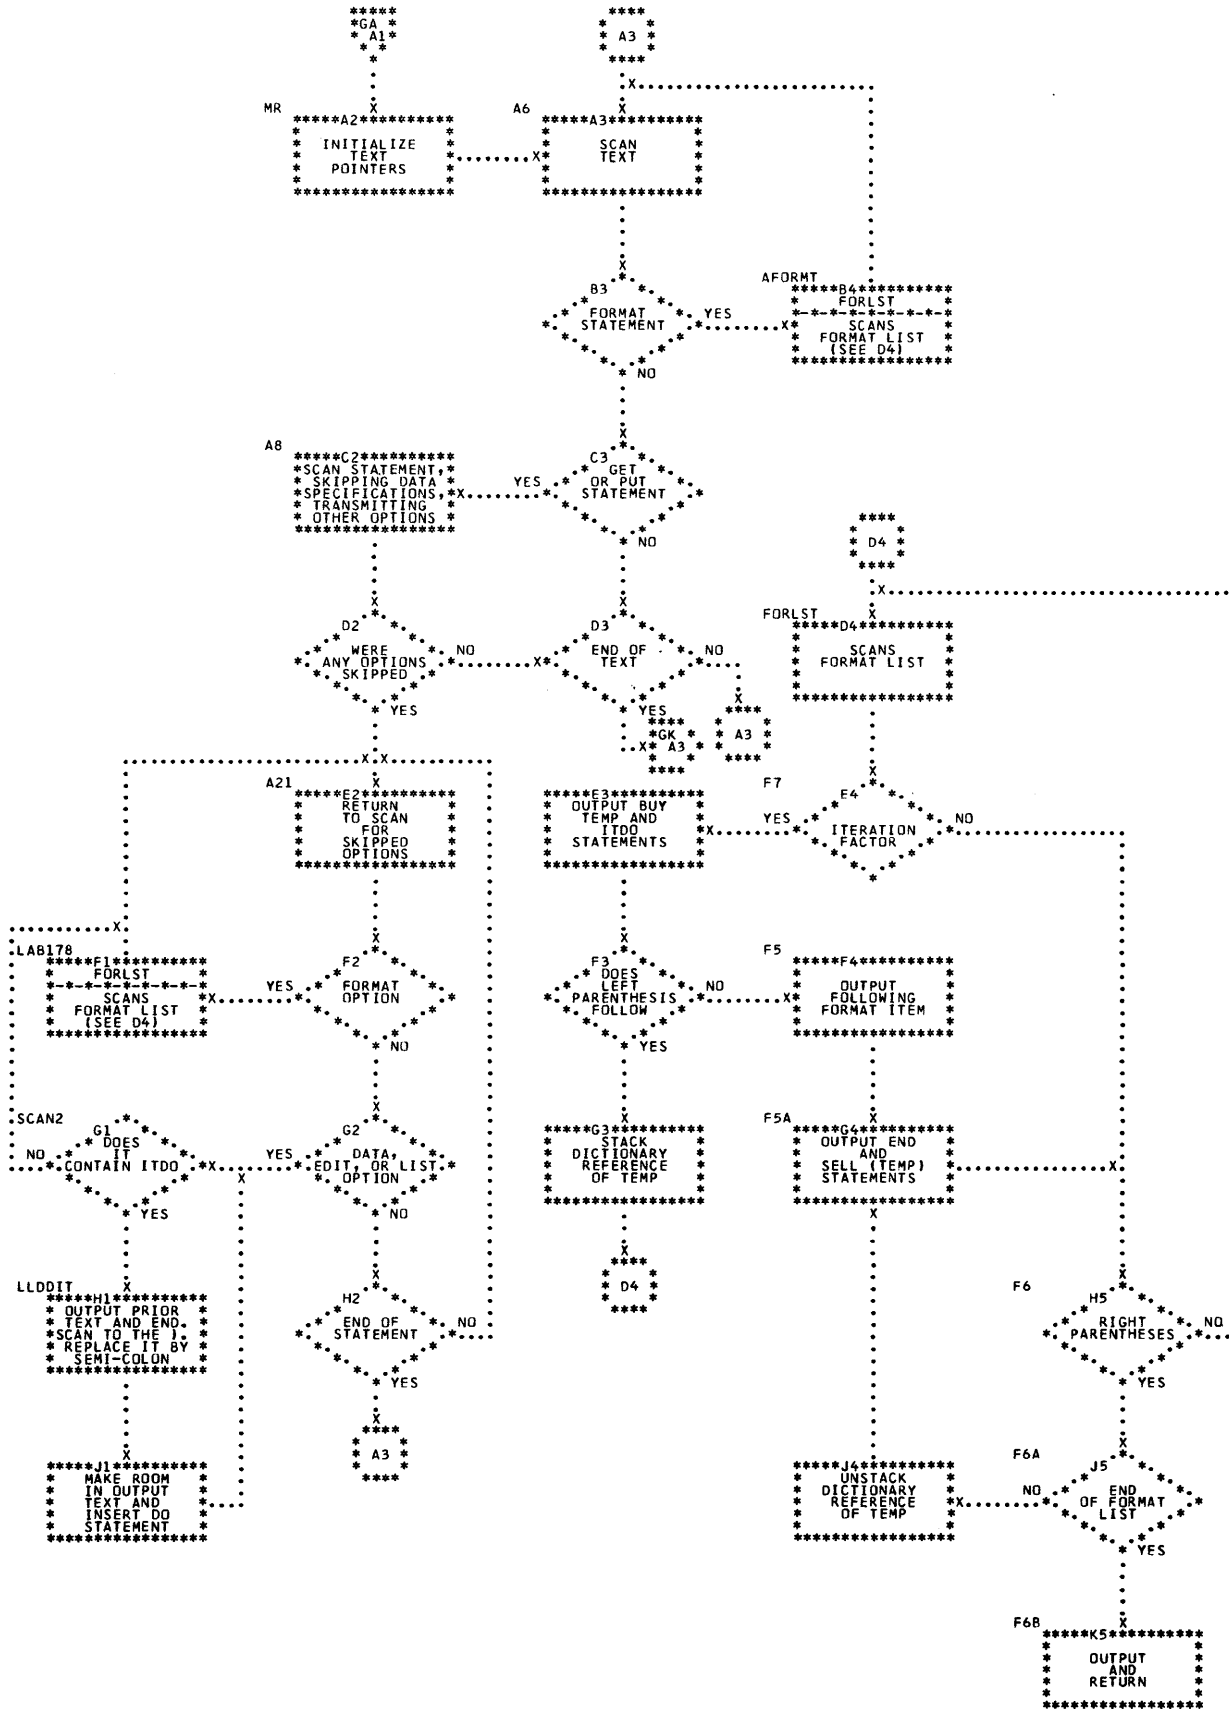 GA
A1
A3
MR
A2
INITIALIZE
TEXT
POINTERS
A6
A3
SCAN
TEXT
B3
FORMAT
STATEMENT
YES
NO
AFORMT
B4
FORLST
SCANS
FORMAT LIST
(SEE D4)
A8
C2
SCAN STATEMENT,
SKIPPING DATA
SPECIFICATIONS,
TRANSMITTING
OTHER OPTIONS
YES
C3
GET
OR PUT
STATEMENT
NO
D4
D2
WERE
ANY OPTIONS
SKIPPED
NO
YES
D3
END OF
TEXT
NO
YES
GK
A3
A3
FORLST
D4
SCANS
FORMAT LIST
A21
E2
RETURN
TO SCAN
FOR
SKIPPED
OPTIONS
E3
OUTPUT BUY
TEMP AND
ITDO
STATEMENTS
F7
YES
E4
ITERATION
FACTOR
NO
LAB178
F1
FORLST
SCANS
FORMAT LIST
(SEE D4)
YES
F2
FORMAT
OPTION
NO
F3
DOES
LEFT
PARENTHESIS
FOLLOW
NO
YES
F5
F4
OUTPUT
FOLLOWING
FORMAT ITEM
SCAN2
G1
DOES
IT
CONTAIN ITDO
NO
YES
YES
G2
DATA,
EDIT, OR LIST
OPTION
NO
G3
STACK
DICTIONARY
REFERENCE
OF TEMP
F5A
G4
OUTPUT END
AND
SELL (TEMP)
STATEMENTS
D4
LLDDIT
H1
OUTPUT PRIOR
TEXT AND END.
SCAN TO THE ).
REPLACE IT BY
SEMI-COLON
H2
END OF
STATEMENT
NO
YES
F6
H5
RIGHT
PARENTHESES
NO
YES
A3
J1
MAKE ROOM
IN OUTPUT
TEXT AND
INSERT DO
STATEMENT
J4
UNSTACK
DICTIONARY
REFERENCE
OF TEMP
F6A
NO
J5
END
OF FORMAT
LIST
YES
F6B
K5
OUTPUT
AND
RETURN